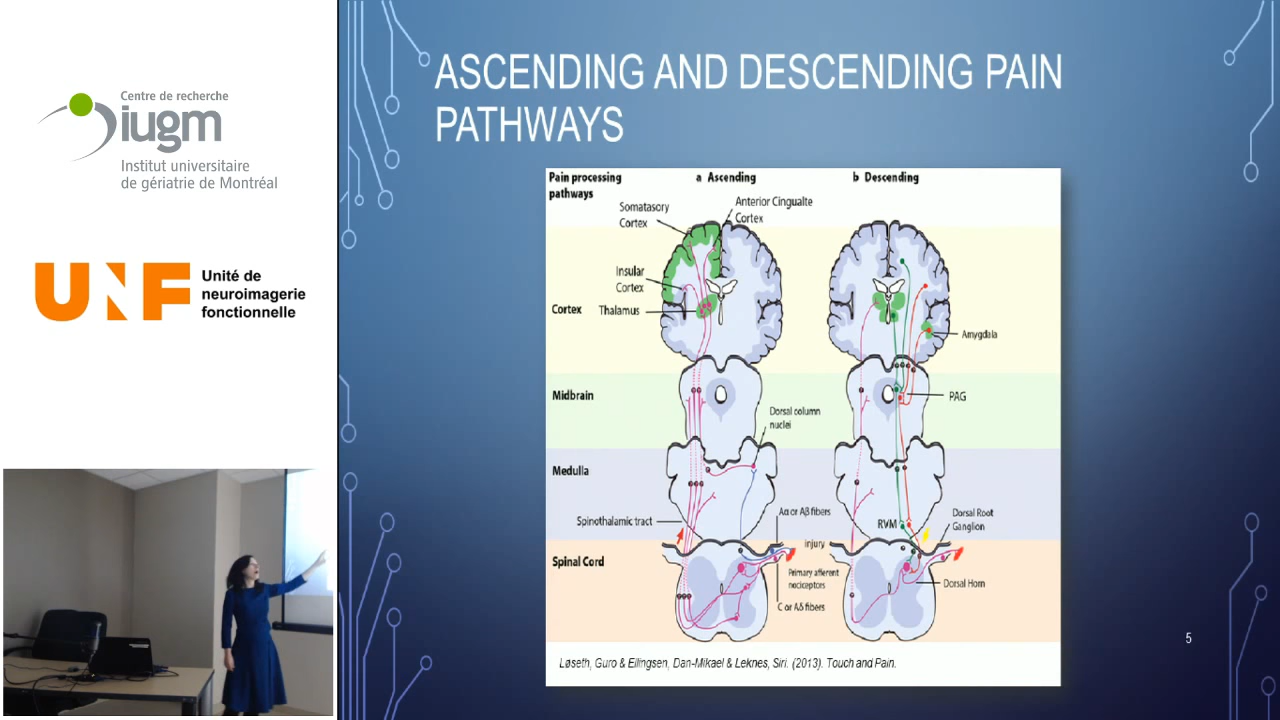 Centre de recherche
iugm
Institut universitaire
de gériatrie de Montréal
UNF
Unité de
neuroimagerie
fonctionnelle
ASCENDING AND DESCENDING PAIN
PATHWAYS
Pain processing
pathways
a Ascending
b Descending
Somatasory
Cortex
Anterior Cingualte
Cortex
Insular
Cortex
Cortex
Thalamus
Amygdala
Midbrain
PAG
Dorsal column
nuclei
Medulla
Spinothalamic tract
Aα or Aβ fibers
RVM
Dorsal Root
Ganglion
injury
Spinal Cord
Primary afferent
nociceptors
Dorsal Horn
C or Aδ fibers
Løseth, Guro & Ellingsen, Dan-Mikael & Leknes, Siri. (2013). Touch and Pain.
5